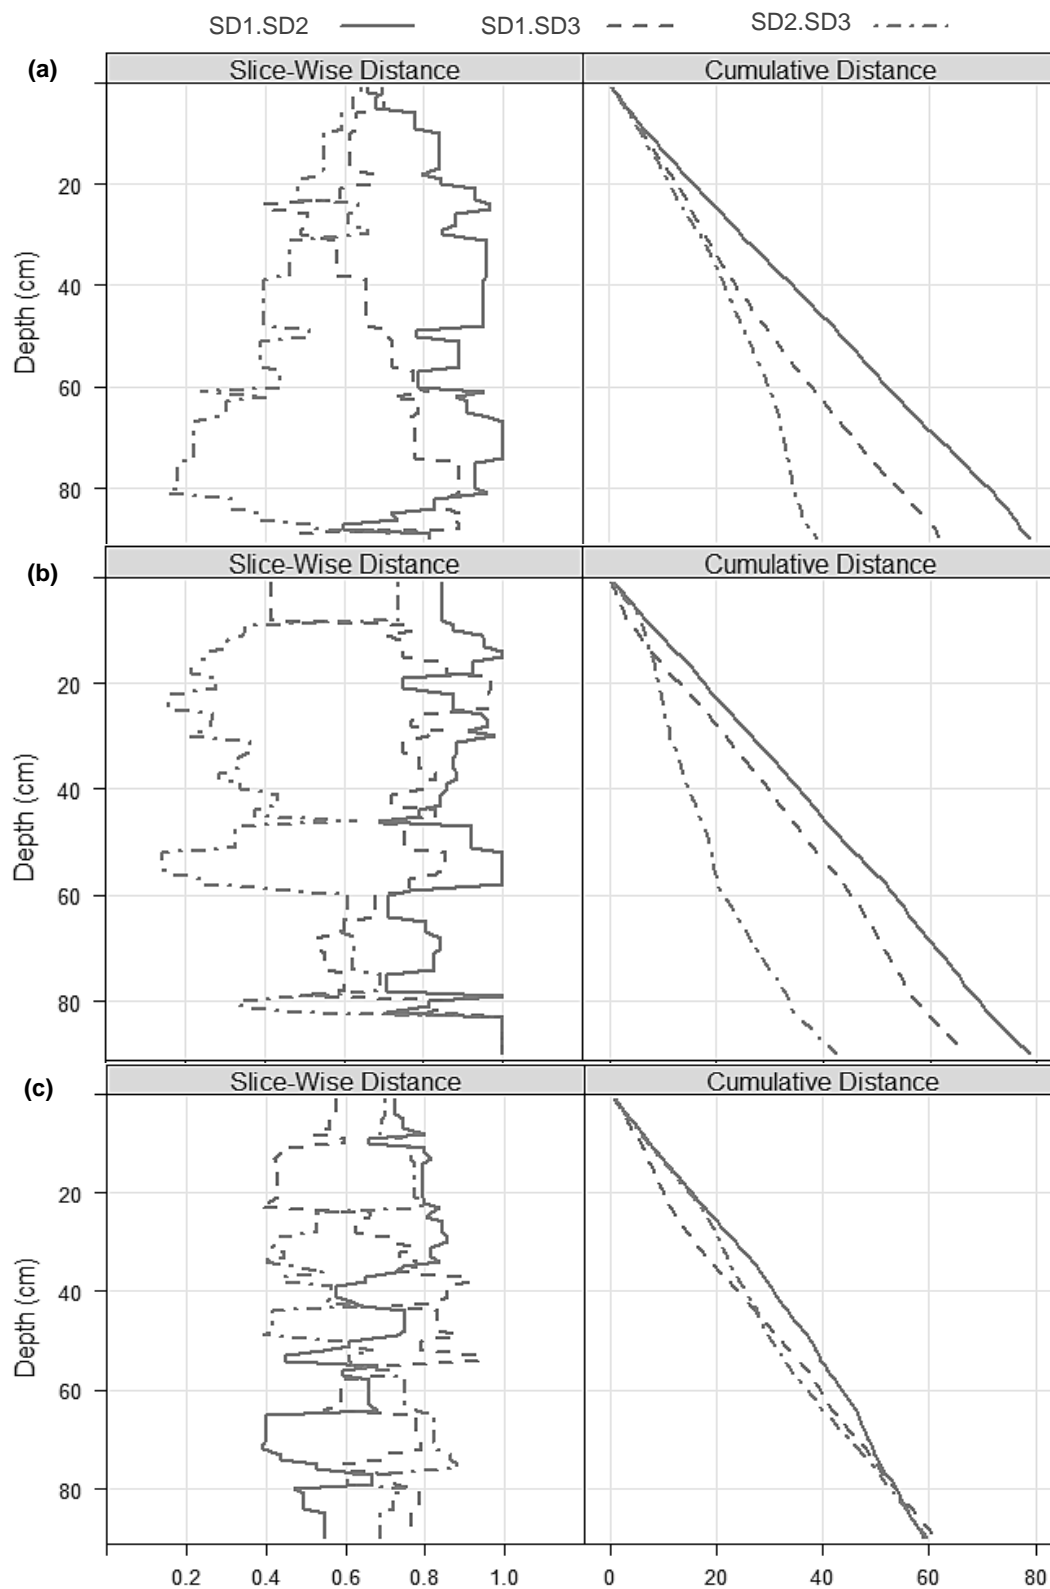 SD1.SD2 SD1.SD3 SD2.SD3
(a) Slice-Wise Distance Cumulative Distance
20
40
60
80
Depth (cm)
(b) Slice-Wise Distance Cumulative Distance
20
40
60
80
Depth (cm)
(c) Slice-Wise Distance Cumulative Distance
20
40
60
80
Depth (cm)
0.2 0.4 0.6 0.8 1.0 0 20 40 60 80